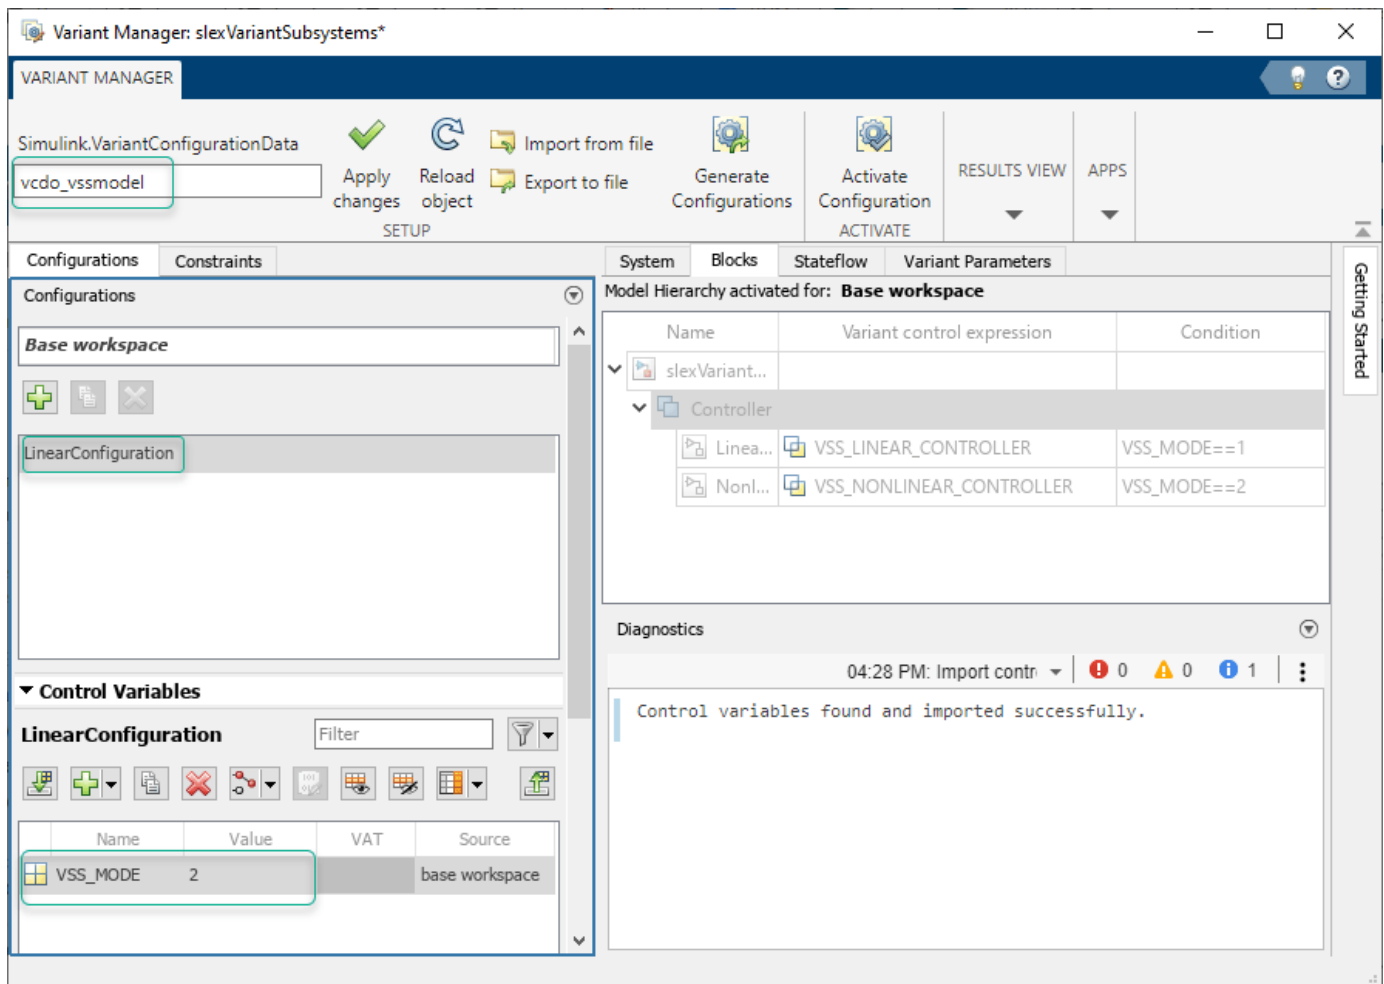 Variant Manager: slexVariantSubsystems*
VARIANT MANAGER
?
Simulink.VariantConfigurationData
vcdo_vssmodel
Apply changes
Reload object
Import from file
Export to file
Generate Configurations
Activate Configuration
RESULTS VIEW
APPS
SETUP
ACTIVATE
Configurations
Constraints
Configurations
Base workspace
LinearConfiguration
Control Variables
LinearConfiguration
Filter
Name Value VAT Source
VSS_MODE 2 base workspace
System Blocks Stateflow Variant Parameters
Model Hierarchy activated for: Base workspace
Name Variant control expression Condition
slexVariant...
Controller
Linea... VSS_LINEAR_CONTROLLER VSS_MODE==1
Nonl... VSS_NONLINEAR_CONTROLLER VSS_MODE==2
Diagnostics
04:28 PM: Import contr 0 0 1
Control variables found and imported successfully.
Getting Started